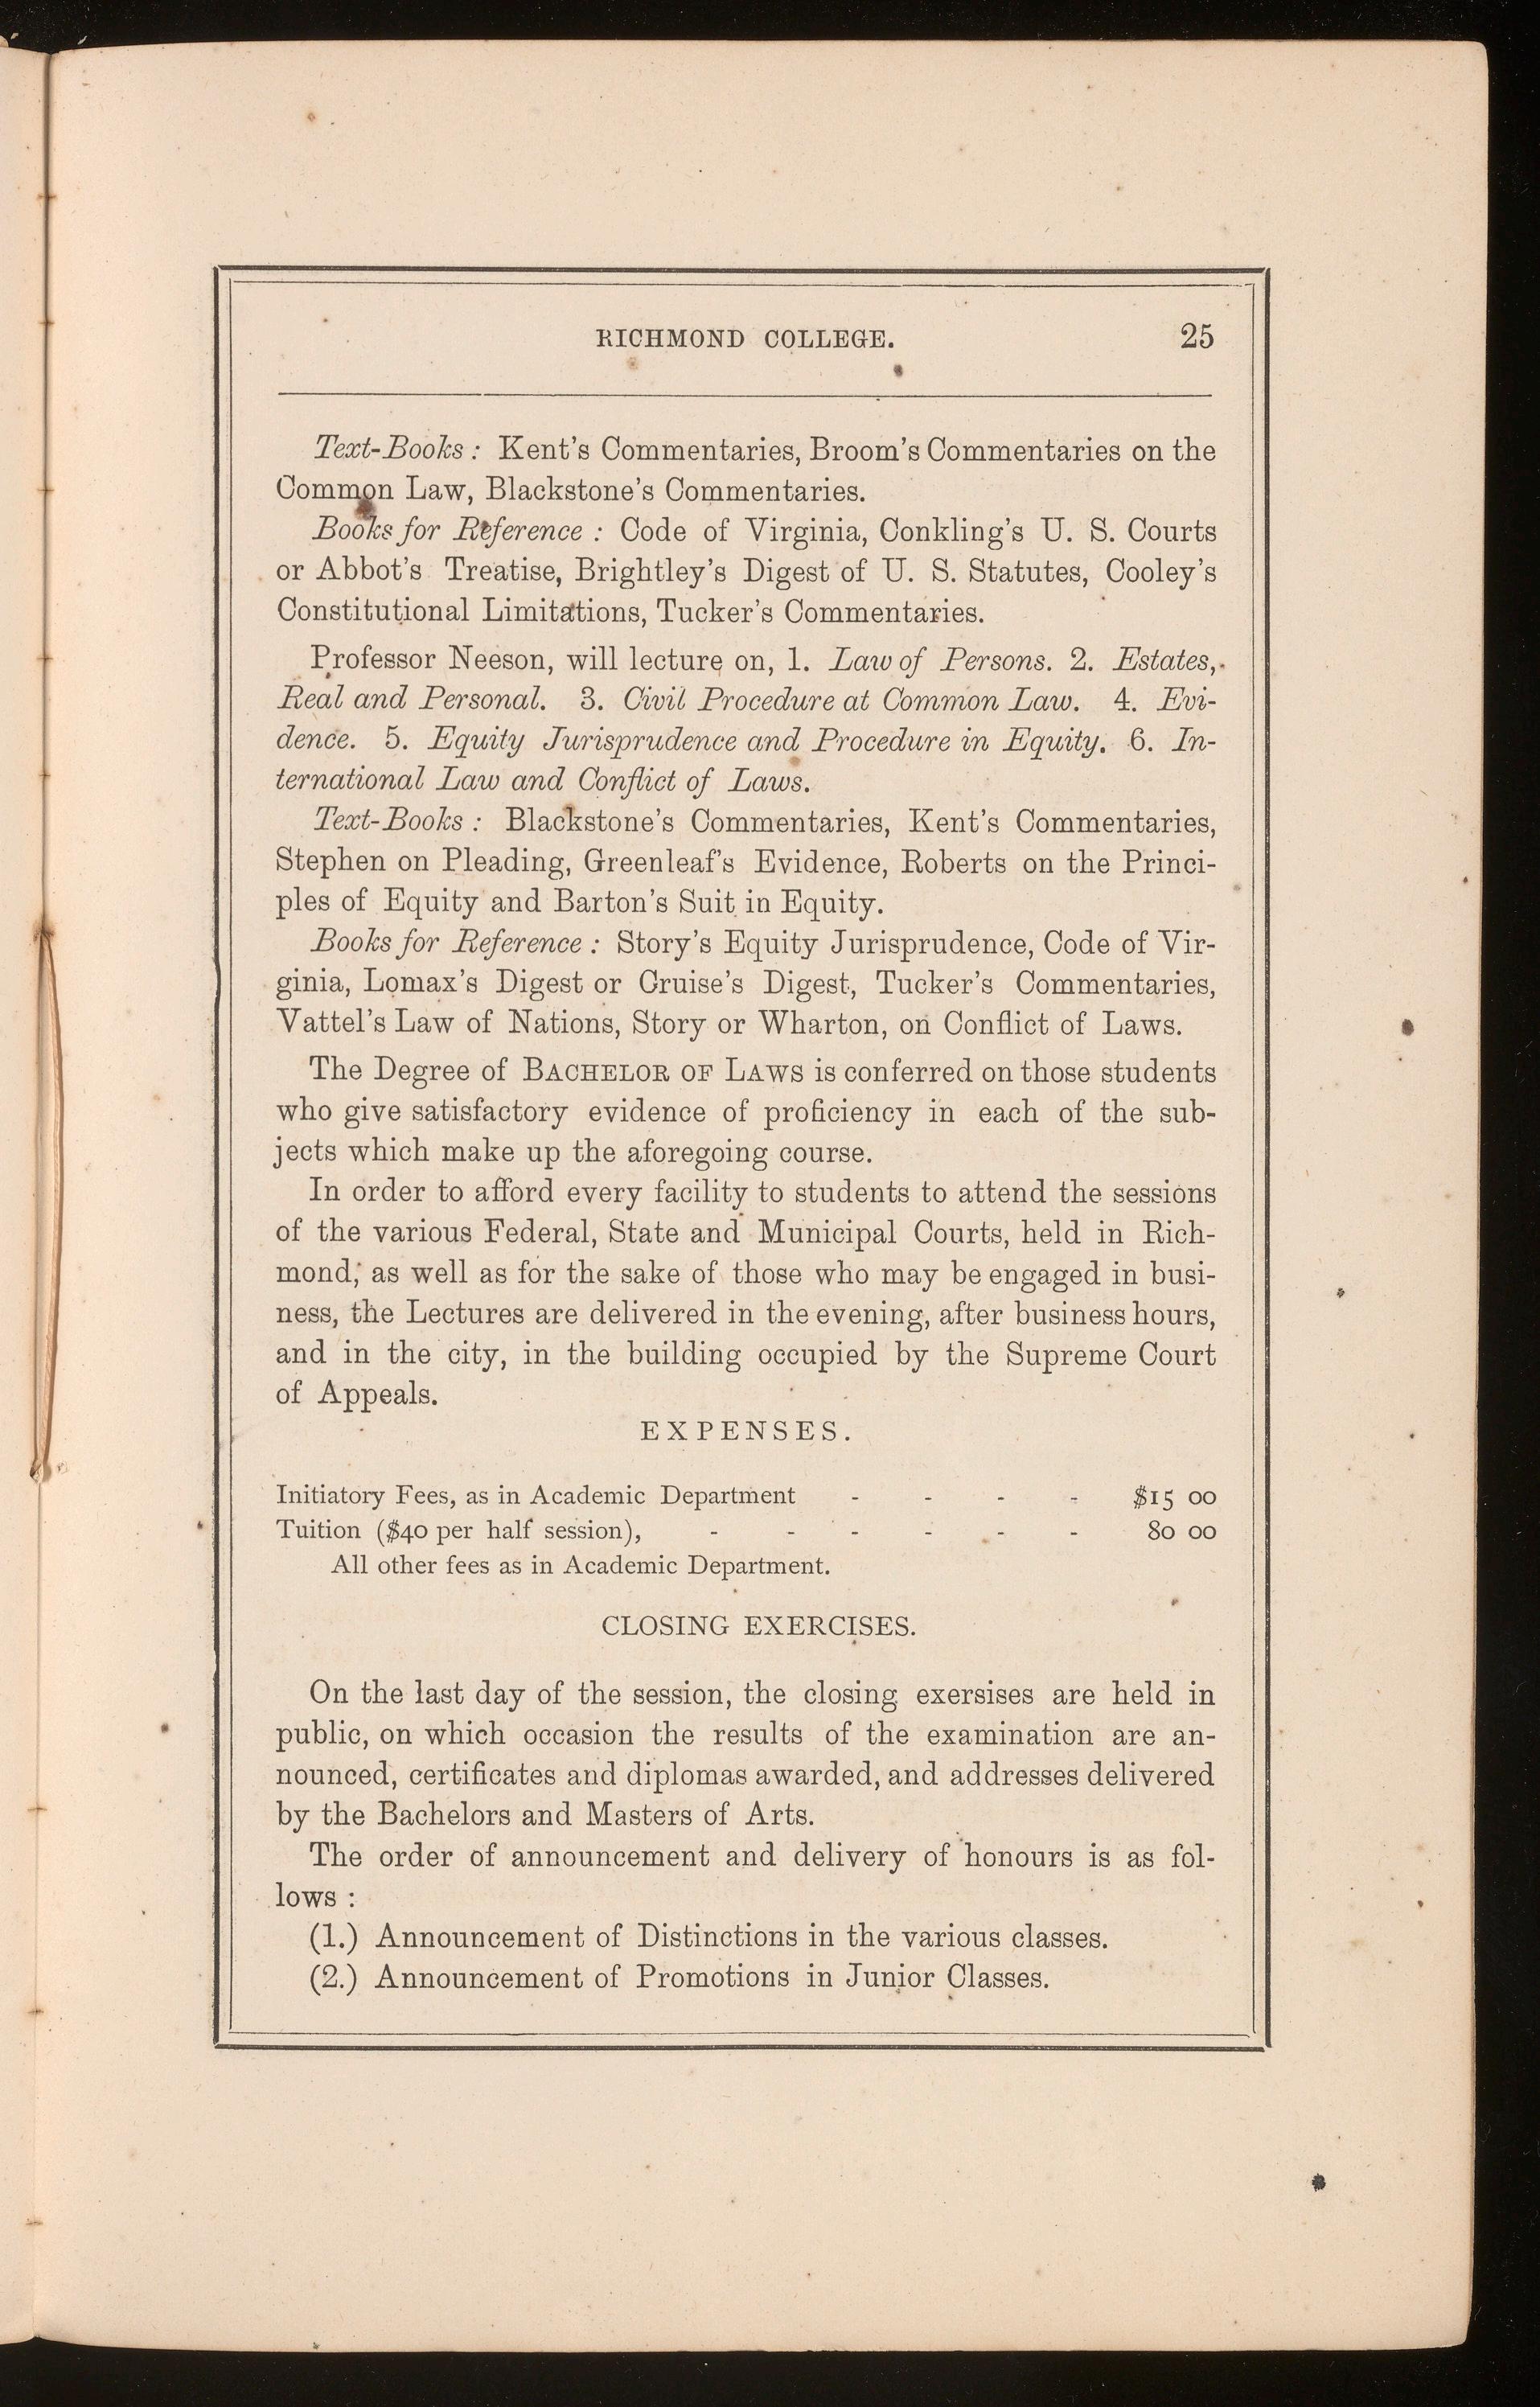 RICHMOND COLLEGE. 25
Text-Books : Kent's Commentaries, Broom's Commentaries on the
Common Law, Blackstone's Commentaries.
Books for Reference : Code of Virginia, Conkling's U. S. Courts
or Abbot's Treatise, Brightley's Digest of U. S. Statutes, Cooley's
Constitutional Limitations, Tucker's Commentaries.
Professor Neeson, will lecture on, 1. Law of Persons. 2. Estates,
Real and Personal. 3. Civil Procedure at Common Law. 4. Evi-
dence. 5. Equity Jurisprudence and Procedure in Equity. 6. In-
ternational Law and Conflict of Laws.
Text-Books : Blackstone's Commentaries, Kent's Commentaries,
Stephen on Pleading, Greenleaf's Evidence, Roberts on the Princi-
ples of Equity and Barton's Suit in Equity.
Books for Reference : Story's Equity Jurisprudence, Code of Vir-
ginia, Lomax's Digest or Cruise's Digest, Tucker's Commentaries,
Vattel's Law of Nations, Story or Wharton, on Conflict of Laws.
The Degree of BACHELOR OF LAWS is conferred on those students
who give satisfactory evidence of proficiency in each of the sub-
jects which make up the aforegoing course.
In order to afford every facility to students to attend the sessions
of the various Federal, State and Municipal Courts, held in Rich-
mond, as well as for the sake of those who may be engaged in busi-
ness, the Lectures are delivered in the evening, after business hours,
and in the city, in the building occupied by the Supreme Court
of Appeals.
EXPENSES.
Initiatory Fees, as in Academic Department - - - - $15 00
Tuition ($40 per half session), - - - - - - 80 00
All other fees as in Academic Department.
CLOSING EXERCISES.
On the last day of the session, the closing exersises are held in
public, on which occasion the results of the examination are an-
nounced, certificates and diplomas awarded, and addresses delivered
by the Bachelors and Masters of Arts.
The order of announcement and delivery of honours is as fol-
lows :
(1.) Announcement of Distinctions in the various classes.
(2.) Announcement of Promotions in Junior Classes.